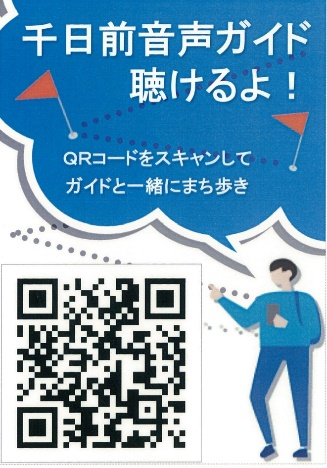 千日前音声ガイド
聴けるよ！
QRコードをスキャンして
ガイドと一緒にまち歩き